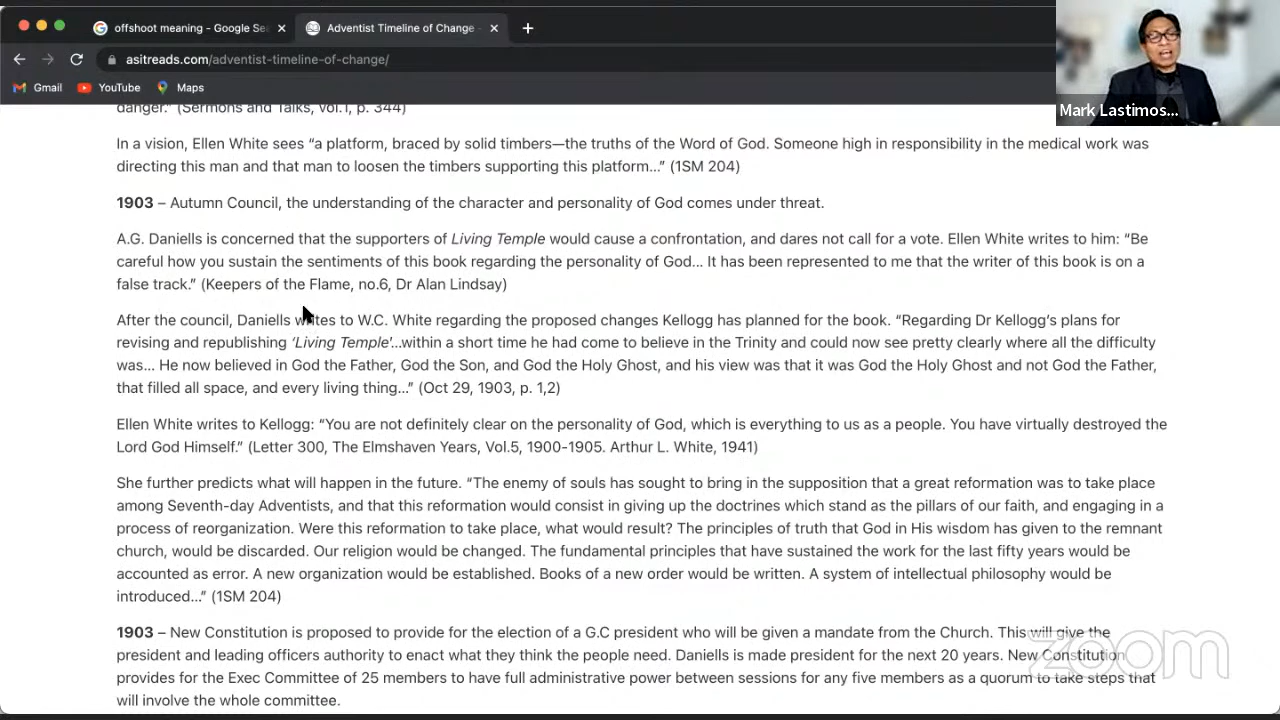 offshoot meaning - Google Se
Adventist Timeline of Change
asitreads.com/adventist-timeline-of-change/
Gmail
YouTube
Maps
Mark Lastimos...
danger." (Sermons and Talks, vol.1, p. 344)
In a vision, Ellen White sees “a platform, braced by solid timbers—the truths of the Word of God. Someone high in responsibility in the medical work was
directing this man and that man to loosen the timbers supporting this platform…” (1SM 204)
1903 – Autumn Council, the understanding of the character and personality of God comes under threat.
A.G. Daniells is concerned that the supporters of Living Temple would cause a confrontation, and dares not call for a vote. Ellen White writes to him: “Be
careful how you sustain the sentiments of this book regarding the personality of God… It has been represented to me that the writer of this book is on a
false track.” (Keepers of the Flame, no.6, Dr Alan Lindsay)
After the council, Daniells writes to W.C. White regarding the proposed changes Kellogg has planned for the book. “Regarding Dr Kellogg’s plans for
revising and republishing ‘Living Temple’…within a short time he had come to believe in the Trinity and could now see pretty clearly where all the difficulty
was… He now believed in God the Father, God the Son, and God the Holy Ghost, and his view was that it was God the Holy Ghost and not God the Father,
that filled all space, and every living thing…” (Oct 29, 1903, p. 1,2)
Ellen White writes to Kellogg: “You are not definitely clear on the personality of God, which is everything to us as a people. You have virtually destroyed the
Lord God Himself.” (Letter 300, The Elmshaven Years, Vol.5, 1900-1905. Arthur L. White, 1941)
She further predicts what will happen in the future. “The enemy of souls has sought to bring in the supposition that a great reformation was to take place
among Seventh-day Adventists, and that this reformation would consist in giving up the doctrines which stand as the pillars of our faith, and engaging in a
process of reorganization. Were this reformation to take place, what would result? The principles of truth that God in His wisdom has given to the remnant
church, would be discarded. Our religion would be changed. The fundamental principles that have sustained the work for the last fifty years would be
accounted as error. A new organization would be established. Books of a new order would be written. A system of intellectual philosophy would be
introduced…” (1SM 204)
1903 – New Constitution is proposed to provide for the election of a G.C president who will be given a mandate from the Church. This will give the
president and leading officers authority to enact what they think the people need. Daniells is made president for the next 20 years. New Constitution
provides for the Exec Committee of 25 members to have full administrative power between sessions for any five members as a quorum to take steps that
will involve the whole committee.
zoom